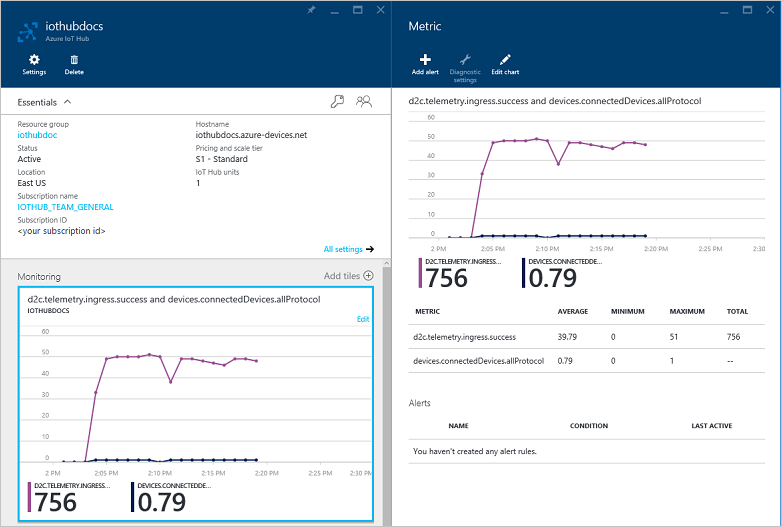 iothubdocs
Azure IoT Hub
Settings
Delete
Essentials
Resource group
iothubdoc
Status
Active
Location
East US
Subscription name
IOTHUB_TEAM_GENERAL
Subscription ID
<your subscription id>
Hostname
iothubdocs.azure-devices.net
Pricing and scale tier
S1 - Standard
IoT Hub units
1
All settings
Monitoring
Add tiles
d2c.telemetry.ingress.success and devices.connectedDevices.allProtocol
IOTHUBDOCS
Edit
60
50
40
30
20
10
0
2 PM 2:05 PM 2:10 PM 2:15 PM 2:20 PM 2:25 PM 2:30 PM
D2C.TELEMETRY.INGRESS...
756
DEVICES.CONNECTEDDE...
0.79
Metric
Add alert
Diagnostic settings
Edit chart
d2c.telemetry.ingress.success and devices.connectedDevices.allProtocol
60
50
40
30
20
10
0
2 PM 2:05 PM 2:10 PM 2:15 PM 2:20 PM 2:25 PM 2:30
D2C.TELEMETRY.INGRESS...
756
DEVICES.CONNECTEDDE...
0.79
METRIC AVERAGE MINIMUM MAXIMUM TOTAL
d2c.telemetry.ingress.success 39.79 0 51 756
devices.connectedDevices.allProtocol 0.79 0 1 --
Alerts
NAME CONDITION LAST ACTIVE
You haven't created any alert rules.